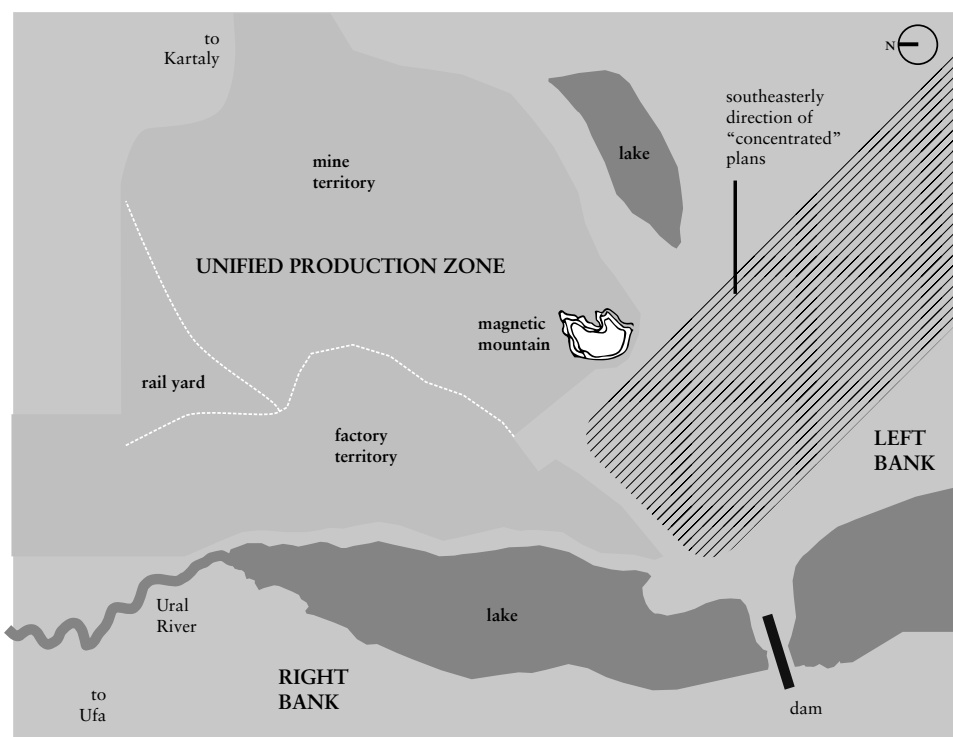 to
Kartaly
N
southeasterly
direction of
“concentrated”
plans
lake
mine
territory
UNIFIED PRODUCTION ZONE
magnetic
mountain
rail yard
factory
territory
LEFT
BANK
Ural
River
lake
RIGHT
BANK
to
Ufa
dam